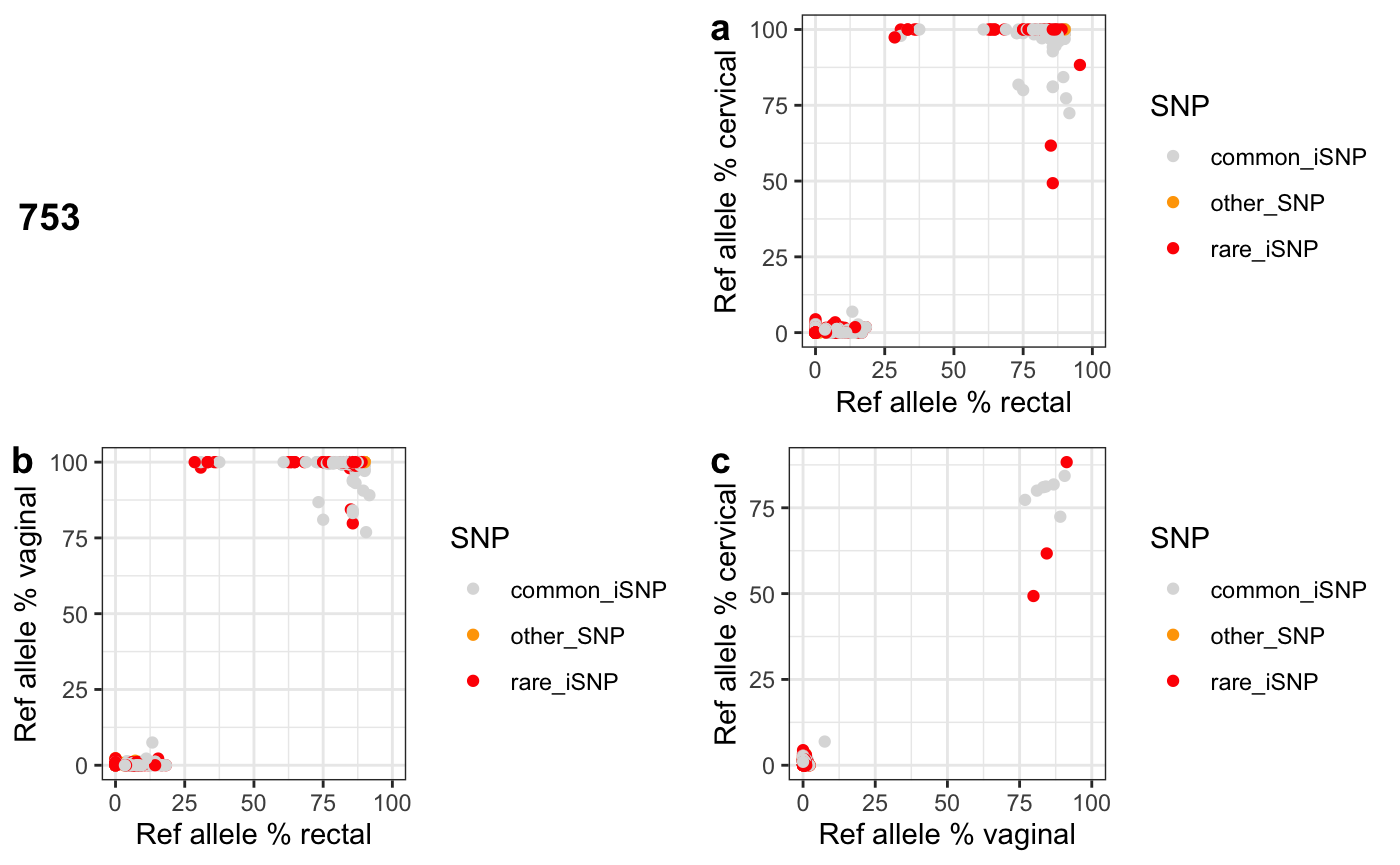 753
a
Ref allele % cervical
100
75
50
25
0
0 25 50 75 100
Ref allele % rectal
SNP
common_iSNP
other_SNP
rare_iSNP
b
Ref allele % vaginal
100
75
50
25
0
0 25 50 75 100
Ref allele % rectal
SNP
common_iSNP
other_SNP
rare_iSNP
c
Ref allele % cervical
75
50
25
0
0 25 50 75 100
Ref allele % vaginal
SNP
common_iSNP
other_SNP
rare_iSNP